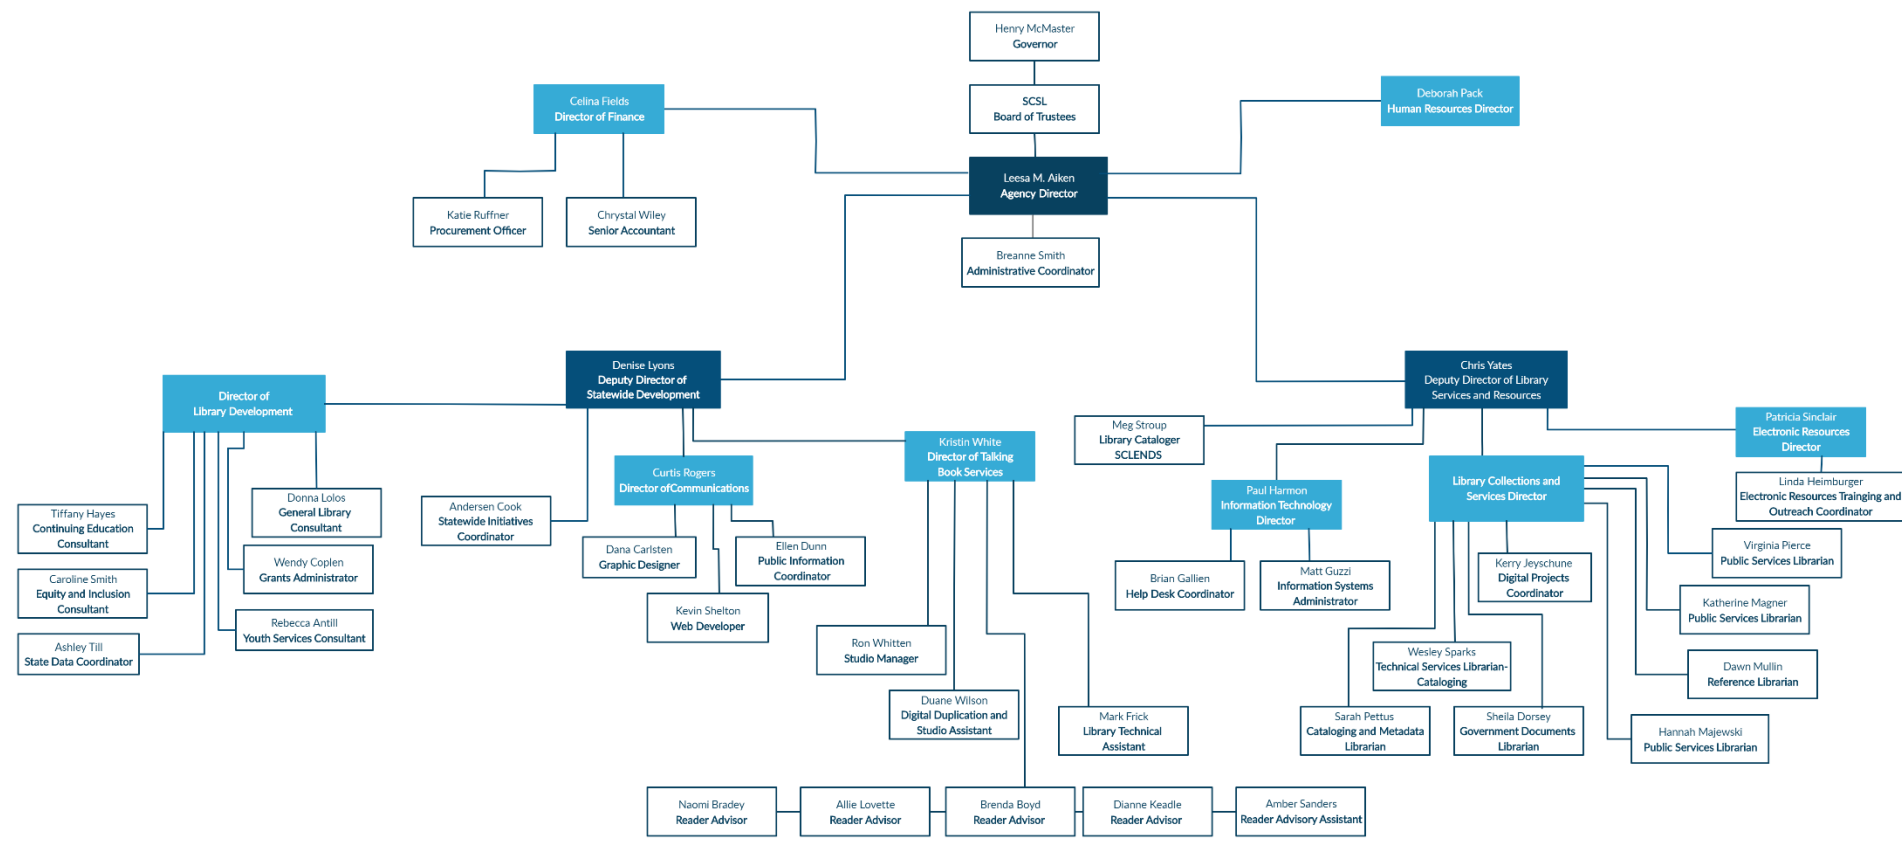 Henry McMaster
Governor
SCSL
Board of Trustees
Celina Fields
Director of Finance
Deborah Pack
Human Resources Director
Leesa M. Aiken
Agency Director
Katie Ruffner
Procurement Officer
Chrystal Wiley
Senior Accountant
Breanne Smith
Administrative Coordinator
Denise Lyons
Deputy Director of
Statewide Development
Chris Yates
Deputy Director of Library
Services and Resources
Director of
Library Development
Tiffany Hayes
Continuing Education
Consultant
Caroline Smith
Equity and Inclusion
Consultant
Ashley Till
State Data Coordinator
Donna Lolos
General Library
Consultant
Wendy Coplen
Grants Administrator
Rebecca Antill
Youth Services Consultant
Andersen Cook
Statewide Initiatives
Coordinator
Curtis Rogers
Director ofCommunications
Dana Carlsten
Graphic Designer
Ellen Dunn
Public Information
Coordinator
Kevin Shelton
Web Developer
Kristin White
Director of Talking
Book Services
Ron Whitten
Studio Manager
Duane Wilson
Digital Duplication and
Studio Assistant
Mark Frick
Library Technical
Assistant
Naomi Bradey
Reader Advisor
Allie Lovette
Reader Advisor
Brenda Boyd
Reader Advisor
Dianne Keadle
Reader Advisor
Amber Sanders
Reader Advisory Assistant
Meg Stroup
Library Cataloger
SCLENDS
Paul Harmon
Information Technology
Director
Brian Gallien
Help Desk Coordinator
Matt Guzzi
Information Systems
Administrator
Library Collections and
Services Director
Kerry Jeyschune
Digital Projects
Coordinator
Wesley Sparks
Technical Services Librarian-
Cataloging
Sarah Pettus
Cataloging and Metadata
Librarian
Sheila Dorsey
Government Documents
Librarian
Patricia Sinclair
Electronic Resources
Director
Linda Heimburger
Electronic Resources Trainging and
Outreach Coordinator
Virginia Pierce
Public Services Librarian
Katherine Magner
Public Services Librarian
Dawn Mullin
Reference Librarian
Hannah Majewski
Public Services Librarian